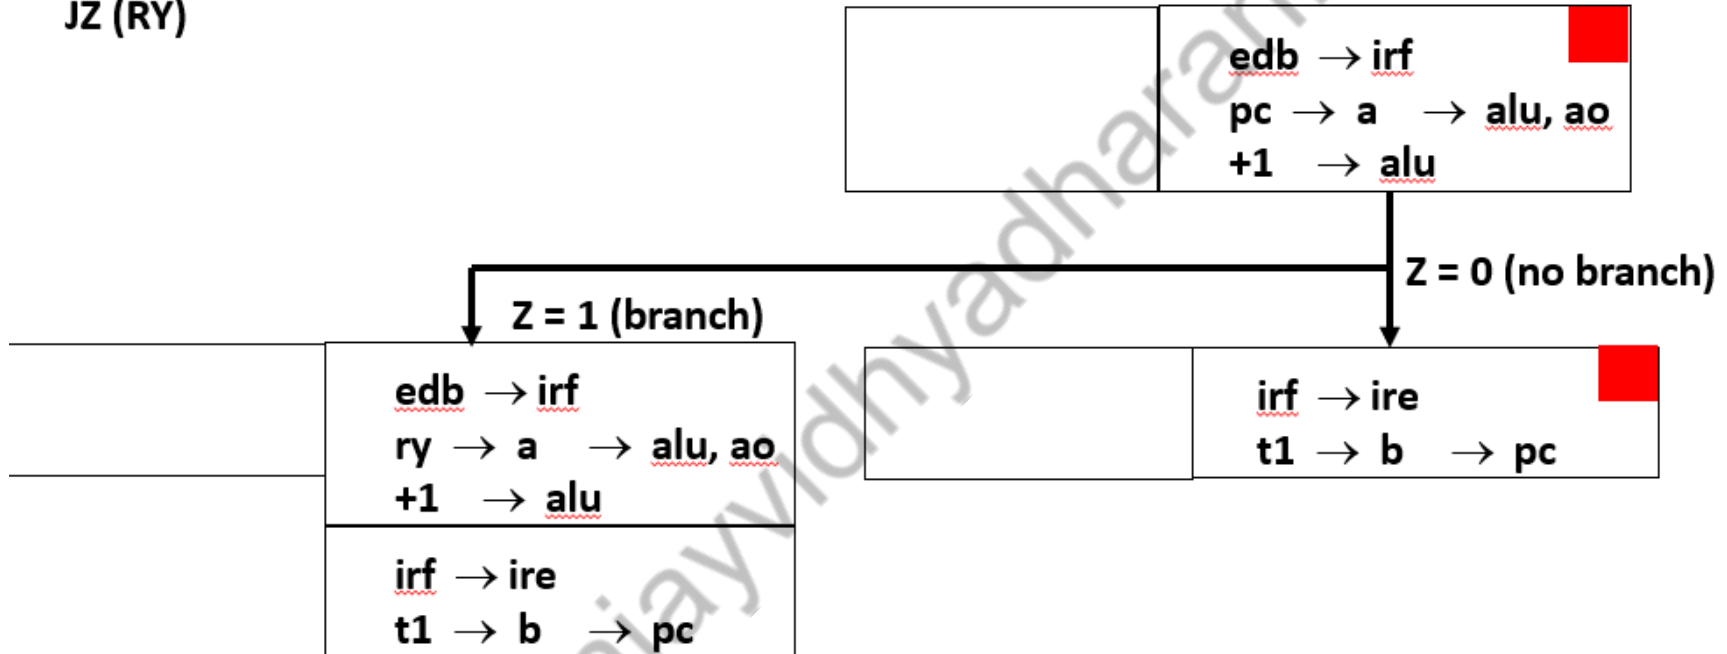 JZ (RY)
edb → irf
pc → a → alu, ao
+1 → alu
Z = 0 (no branch)
Z = 1 (branch)
edb → irf
ry → a → alu, ao
+1 → alu
irf → ire
t1 → b → pc
irf → ire
t1 → b → pc